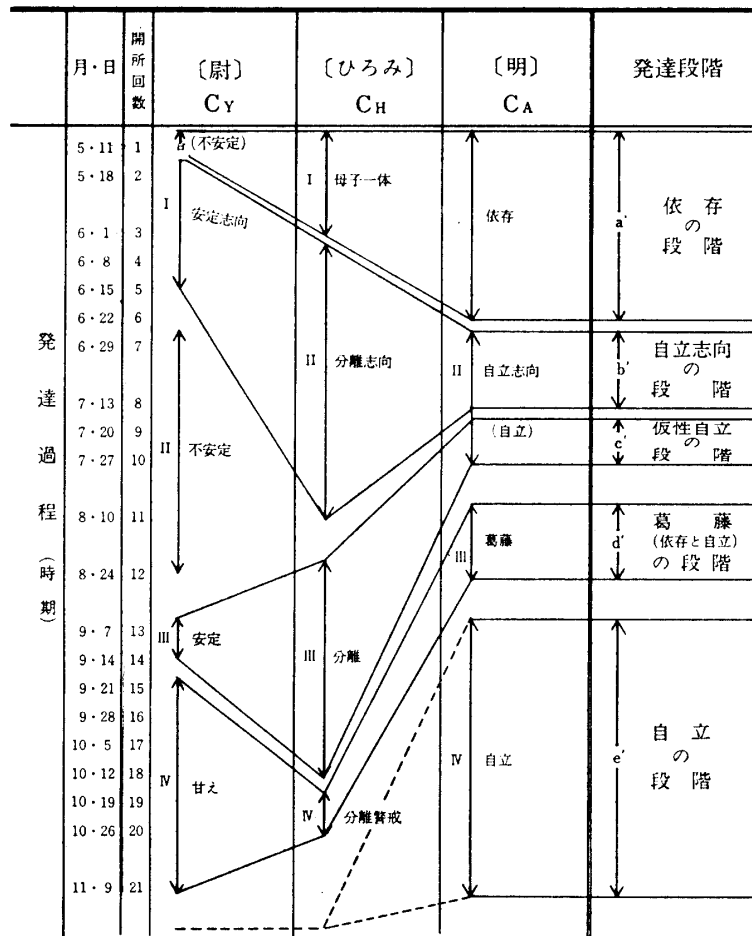 月・日 開所回数 〔尉〕 〔ひろみ〕 〔明〕 発達段階
CY CH CA
発達過程(時期)
5・11 1 (不安定)
5・18 2 I 母子一体
I 安定志向 依存 a' 依存の段階
6・1 3
6・8 4
6・15 5
6・22 6
6・29 7 II 分離志向 II 自立志向 b' 自立志向の段階
7・13 8
7・20 9 (自立) c' 仮性自立の段階
7・27 10 II 不安定
8・10 11
III 葛藤 d' 葛藤(依存と自立)の段階
8・24 12
9・7 13 III 安定
9・14 14 III 分離
9・21 15
9・28 16
10・5 17
10・12 18 IV 甘え IV 自立 e' 自立の段階
10・19 19
10・26 20 IV 分離警戒
11・9 21